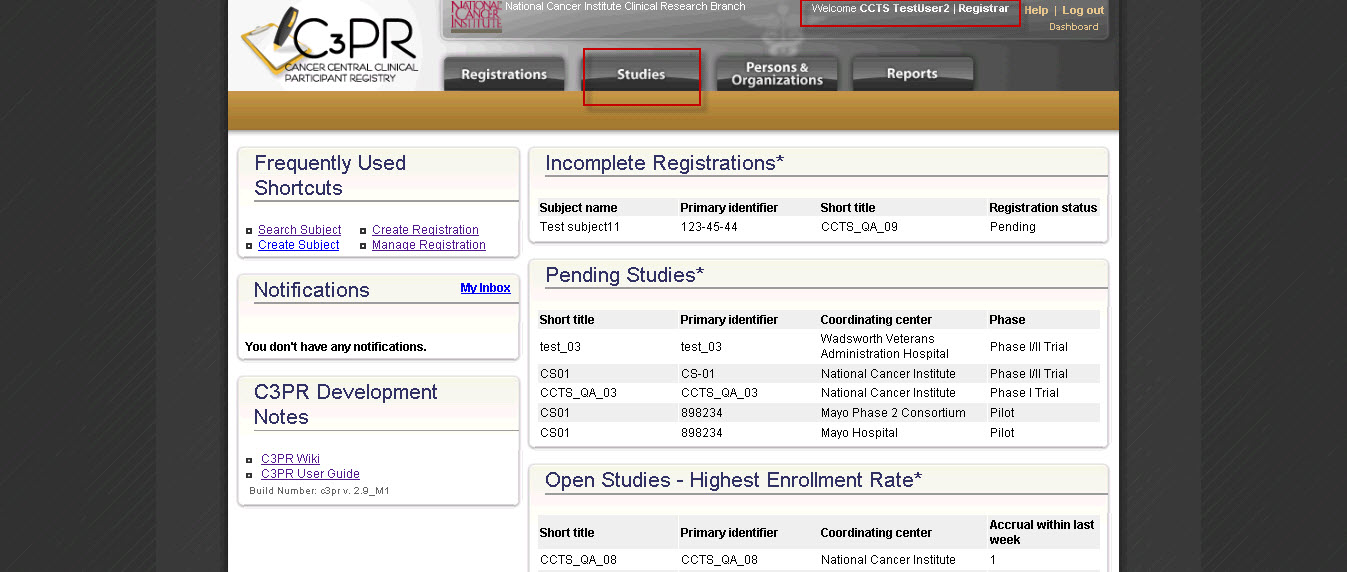 NATIONAL
CANCER
INSTITUTE
National Cancer Institute Clinical Research Branch
Welcome CCTS TestUser2 | Registrar
Help | Log out
Dashboard
C3PR
CANCER CENTRAL CLINICAL
PARTICIPANT REGISTRY
Registrations
Studies
Persons &
Organizations
Reports
Frequently Used
Shortcuts
Search Subject Create Registration
Create Subject Manage Registration
Notifications My Inbox
You don't have any notifications.
C3PR Development
Notes
C3PR Wiki
C3PR User Guide
Build Number: c3pr v. 2.9_M1
Incomplete Registrations*
Subject name Primary identifier Short title Registration status
Test subject11 123-45-44 CCTS_QA_09 Pending
Pending Studies*
Short title Primary identifier Coordinating center Phase
test_03 test_03 Wadsworth Veterans
Administration Hospital Phase I/II Trial
CS01 CS-01 National Cancer Institute Phase I/II Trial
CCTS_QA_03 CCTS_QA_03 National Cancer Institute Phase I Trial
CS01 898234 Mayo Phase 2 Consortium Pilot
CS01 898234 Mayo Hospital Pilot
Open Studies - Highest Enrollment Rate*
Short title Primary identifier Coordinating center Accrual within last
week
CCTS_QA_08 CCTS_QA_08 National Cancer Institute 1